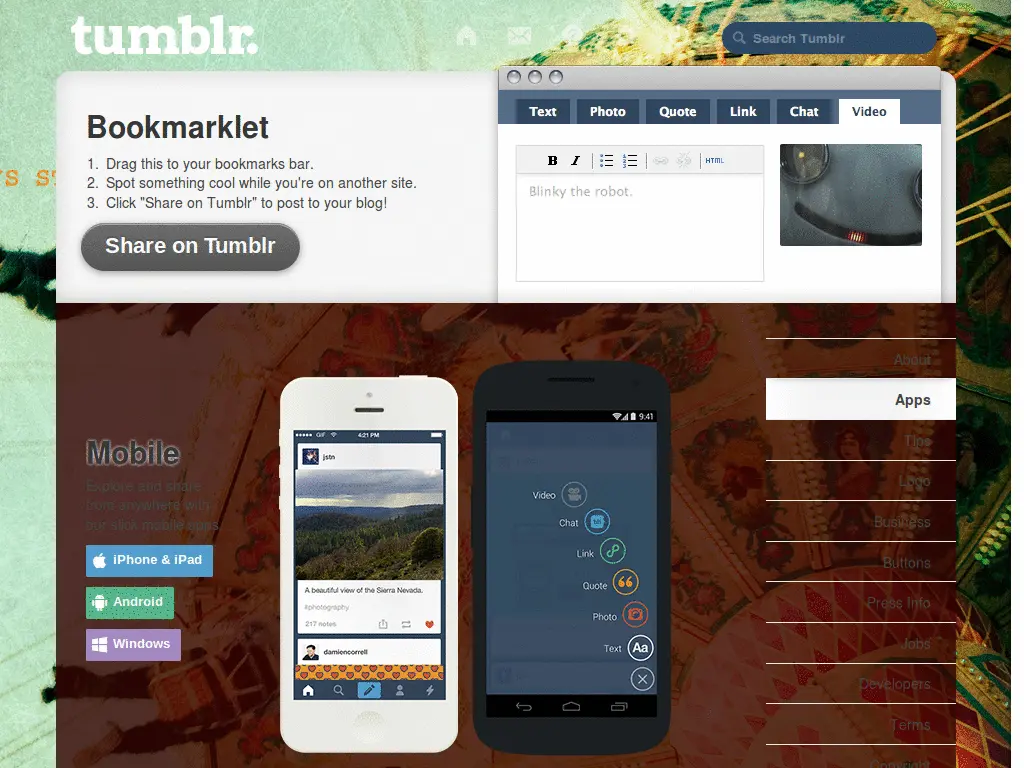 tumblr.
Search Tumblr
Bookmarklet
1. Drag this to your bookmarks bar.
2. Spot something cool while you're on another site.
3. Click "Share on Tumblr" to post to your blog!
Share on Tumblr
Text Photo Quote Link Chat Video
B I HTML
Blinky the robot.
Mobile
Explore and share
from anywhere with
our slick mobile apps.
iPhone & iPad
Android
Windows
GIF 4:21 PM
jstn
A beautiful view of the Sierra Nevada.
#photography
217 notes
damiencorrell
9:41
Video
Chat
Link
Quote
Photo
Text Aa
About
Apps
Tips
Logo
Business
Buttons
Press Info
Jobs
Developers
Terms
Copyright